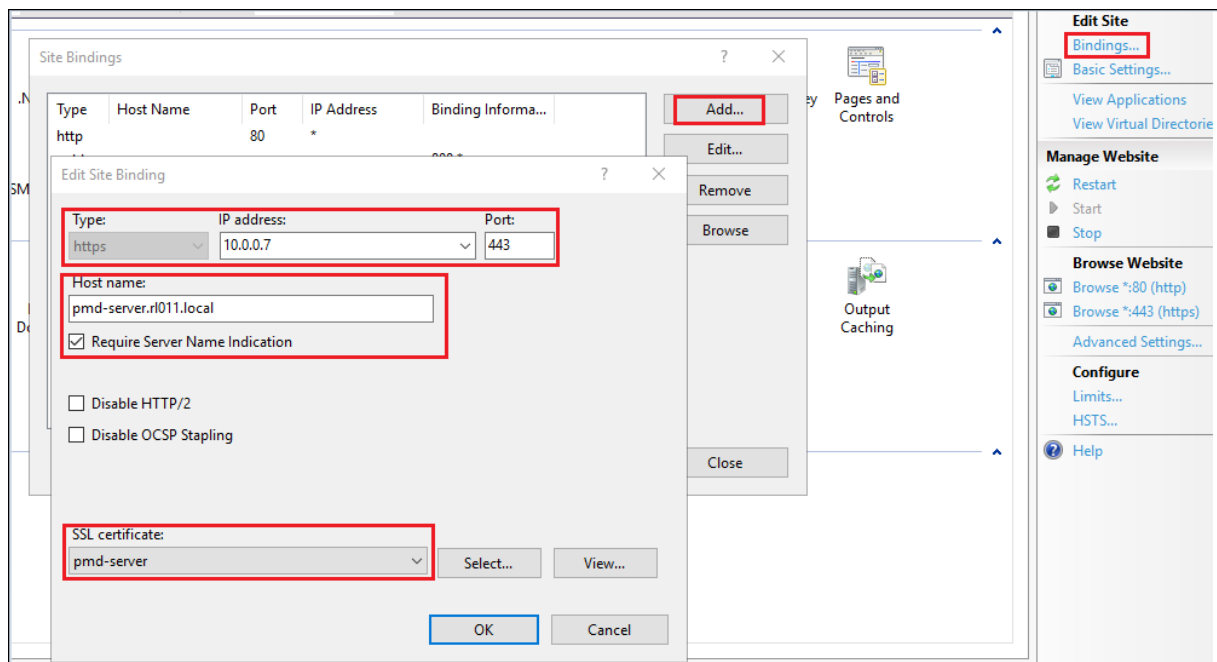 Site Bindings
Type Host Name Port IP Address Binding Informa...
http 80 *
Add...
Edit...
Remove
Browse
Close
Edit Site Binding
Type: IP address: Port:
https 10.0.0.7 443
Host name:
pmd-server.rl011.local
Require Server Name Indication
Disable HTTP/2
Disable OCSP Stapling
SSL certificate:
pmd-server Select... View...
OK Cancel
Pages and
Controls
Output
Caching
Edit Site
Bindings...
Basic Settings...
View Applications
View Virtual Directorie
Manage Website
Restart
Start
Stop
Browse Website
Browse *:80 (http)
Browse *:443 (https)
Advanced Settings...
Configure
Limits...
HSTS...
Help